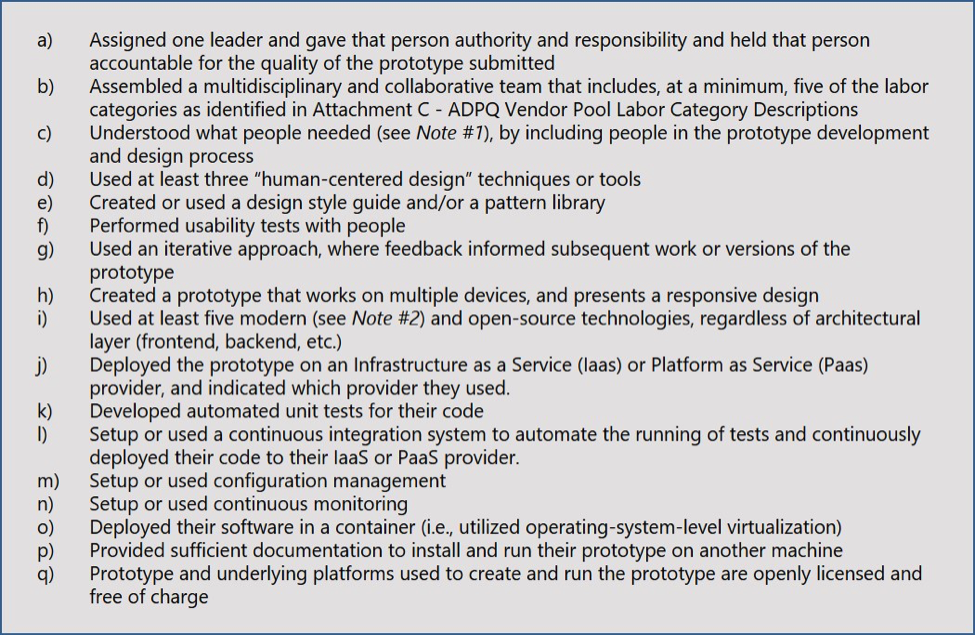 a) Assigned one leader and gave that person authority and responsibility and held that person
accountable for the quality of the prototype submitted
b) Assembled a multidisciplinary and collaborative team that includes, at a minimum, five of the labor
categories as identified in Attachment C - ADPQ Vendor Pool Labor Category Descriptions
c) Understood what people needed (see Note #1), by including people in the prototype development
and design process
d) Used at least three “human-centered design” techniques or tools
e) Created or used a design style guide and/or a pattern library
f) Performed usability tests with people
g) Used an iterative approach, where feedback informed subsequent work or versions of the
prototype
h) Created a prototype that works on multiple devices, and presents a responsive design
i) Used at least five modern (see Note #2) and open-source technologies, regardless of architectural
layer (frontend, backend, etc.)
j) Deployed the prototype on an Infrastructure as a Service (Iaas) or Platform as Service (Paas)
provider, and indicated which provider they used.
k) Developed automated unit tests for their code
l) Setup or used a continuous integration system to automate the running of tests and continuously
deployed their code to their IaaS or PaaS provider.
m) Setup or used configuration management
n) Setup or used continuous monitoring
o) Deployed their software in a container (i.e., utilized operating-system-level virtualization)
p) Provided sufficient documentation to install and run their prototype on another machine
q) Prototype and underlying platforms used to create and run the prototype are openly licensed and
free of charge